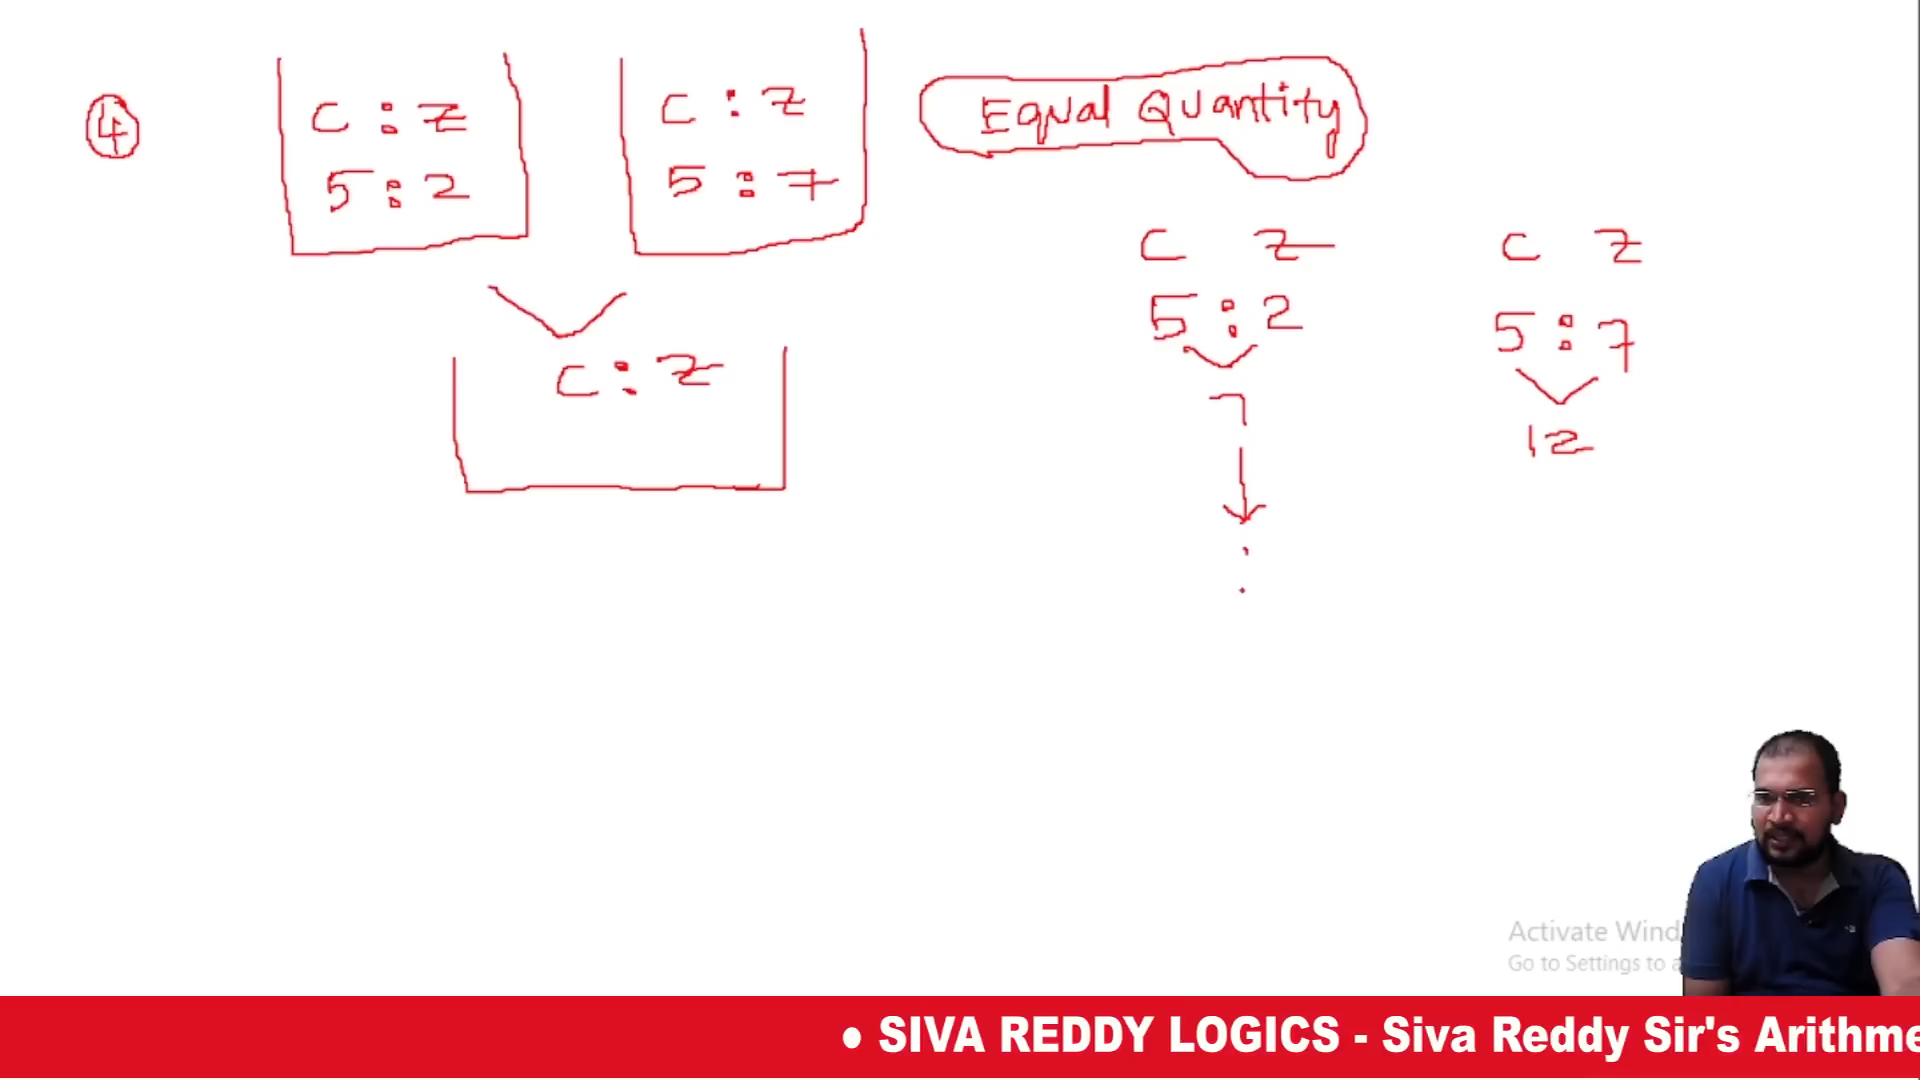 4
C : Z
5 : 2
C : Z
5 : 7
Equal Quantity
C : Z
C Z
5 : 2
7
C Z
5 : 7
12
Activate Wind
Go to Settings to a
• SIVA REDDY LOGICS - Siva Reddy Sir's Arithme